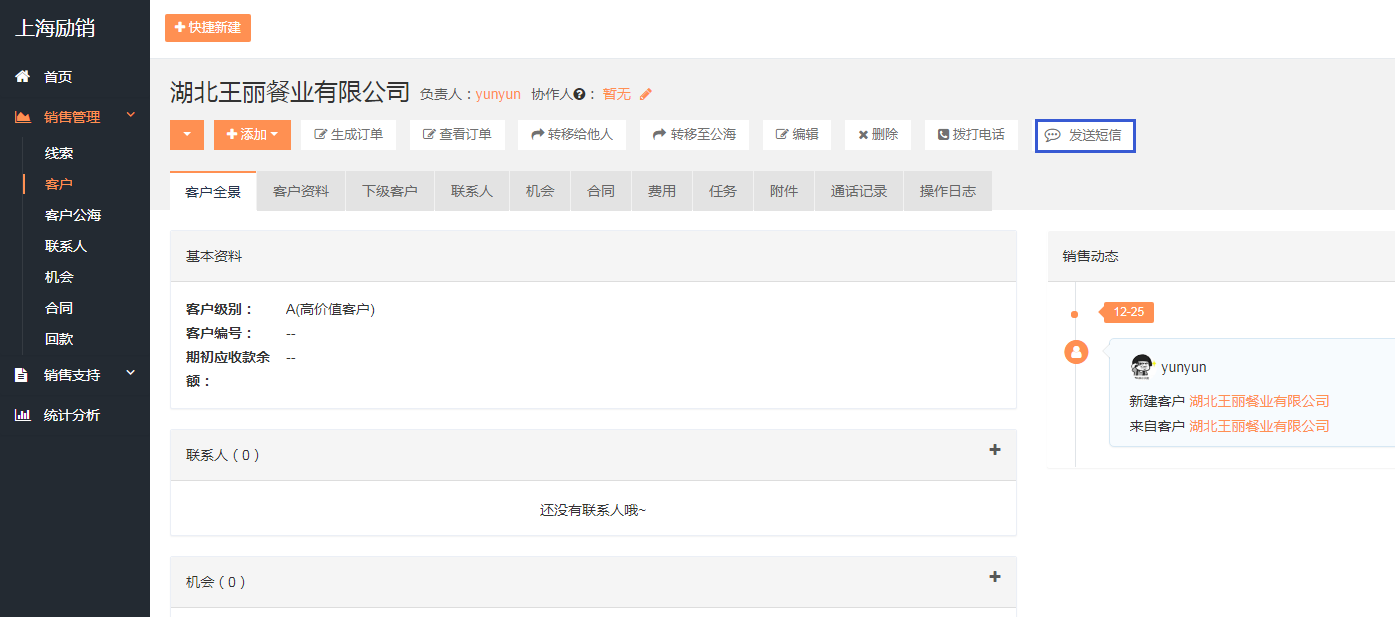 上海励销
快捷新建
首页
销售管理
线索
客户
客户公海
联系人
机会
合同
回款
销售支持
统计分析
湖北王丽餐业有限公司 负责人：yunyun 协作人?： 暂无
添加 生成订单 查看订单 转移给他人 转移至公海 编辑 删除 拨打电话 发送短信
客户全景 客户资料 下级客户 联系人 机会 合同 费用 任务 附件 通话记录 操作日志
基本资料
客户级别： A(高价值客户)
客户编号： --
期初应收款余 --
额：
联系人 ( 0 )
还没有联系人哦~
机会 ( 0 )
销售动态
12-25
yunyun
新建客户 湖北王丽餐业有限公司
来自客户 湖北王丽餐业有限公司